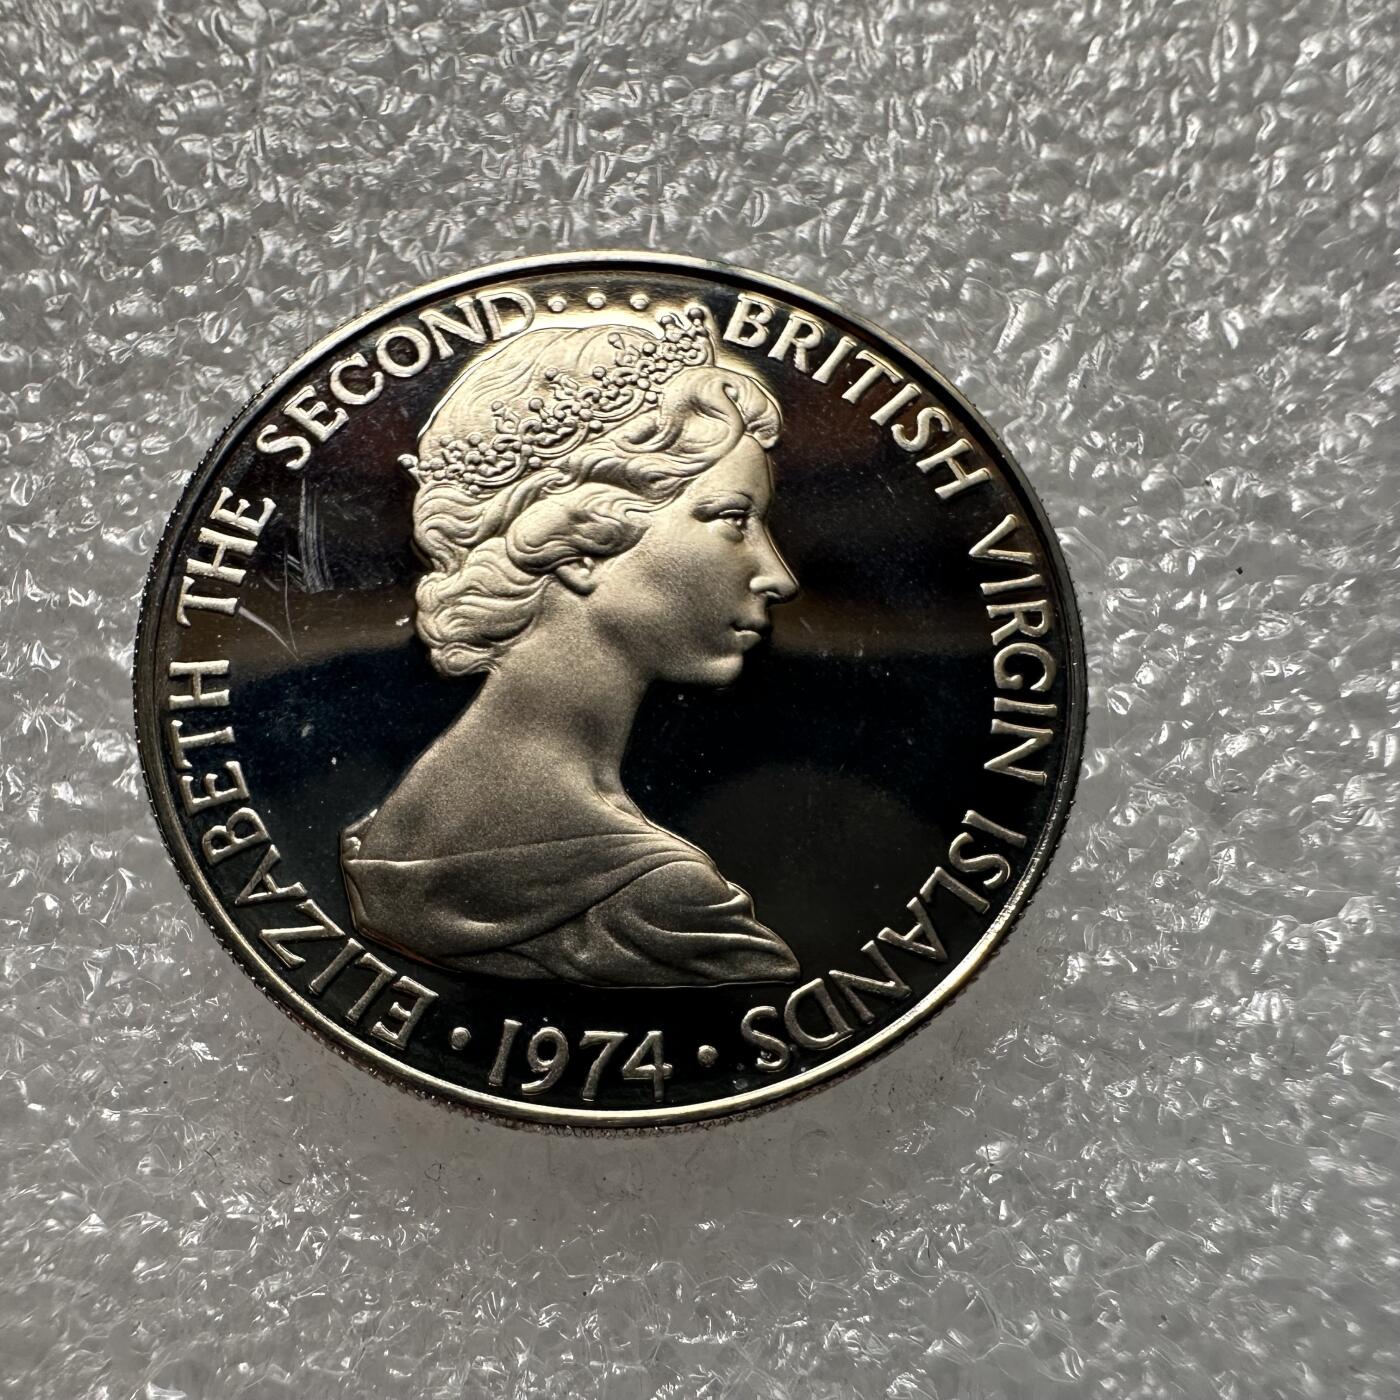 ELIZABETH THE SECOND.... BRITISH VIRGIN ISLANDS
· 1974 ·